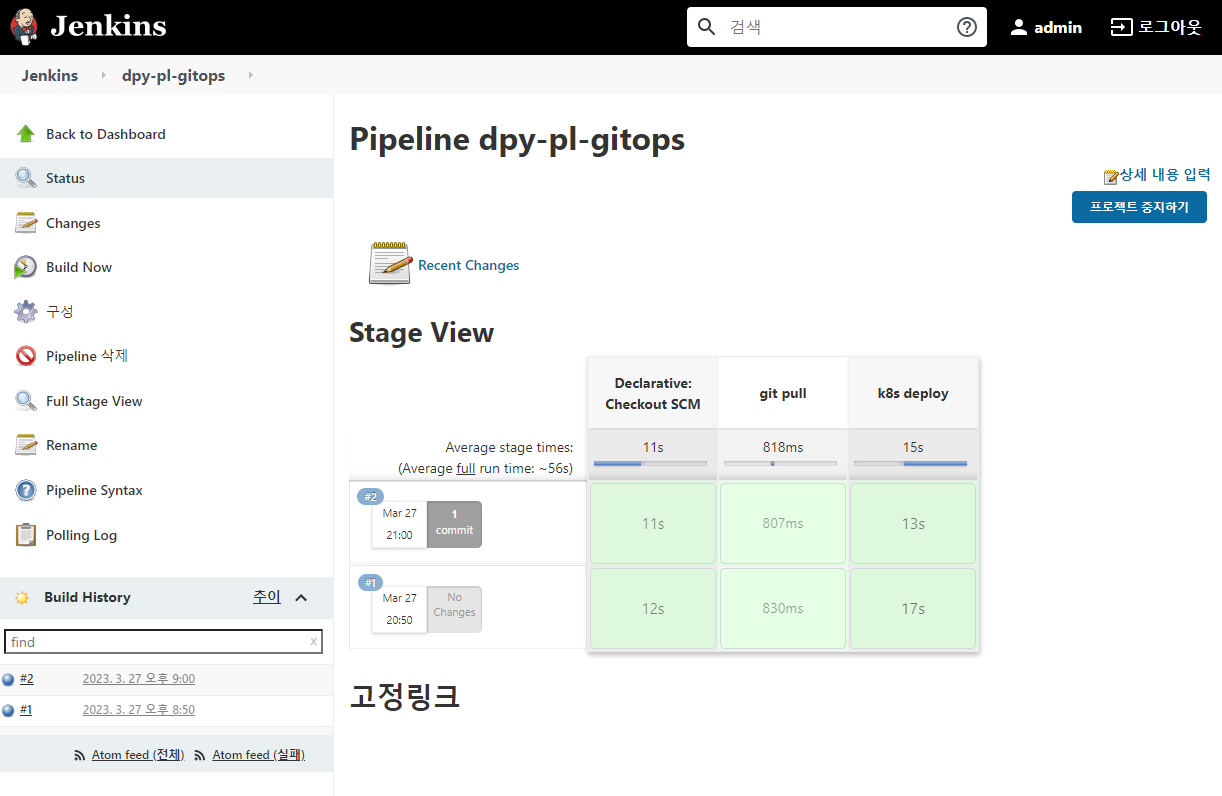 Jenkins
검색
admin
로그아웃
Jenkins
dpy-pl-gitops
Back to Dashboard
Status
Changes
Build Now
구성
Pipeline 삭제
Full Stage View
Rename
Pipeline Syntax
Polling Log
Build History
추이
find
x
#2
2023. 3. 27 오후 9:00
#1
2023. 3. 27 오후 8:50
Atom feed (전체)
Atom feed (실패)
Pipeline dpy-pl-gitops
상세 내용 입력
프로젝트 중지하기
Recent Changes
Stage View
Declarative:
Checkout SCM
git pull
k8s deploy
Average stage times:
(Average full run time: ~56s)
11s
818ms
15s
#2
Mar 27
21:00
1
commit
11s
807ms
13s
#1
Mar 27
20:50
No
Changes
12s
830ms
17s
고정링크